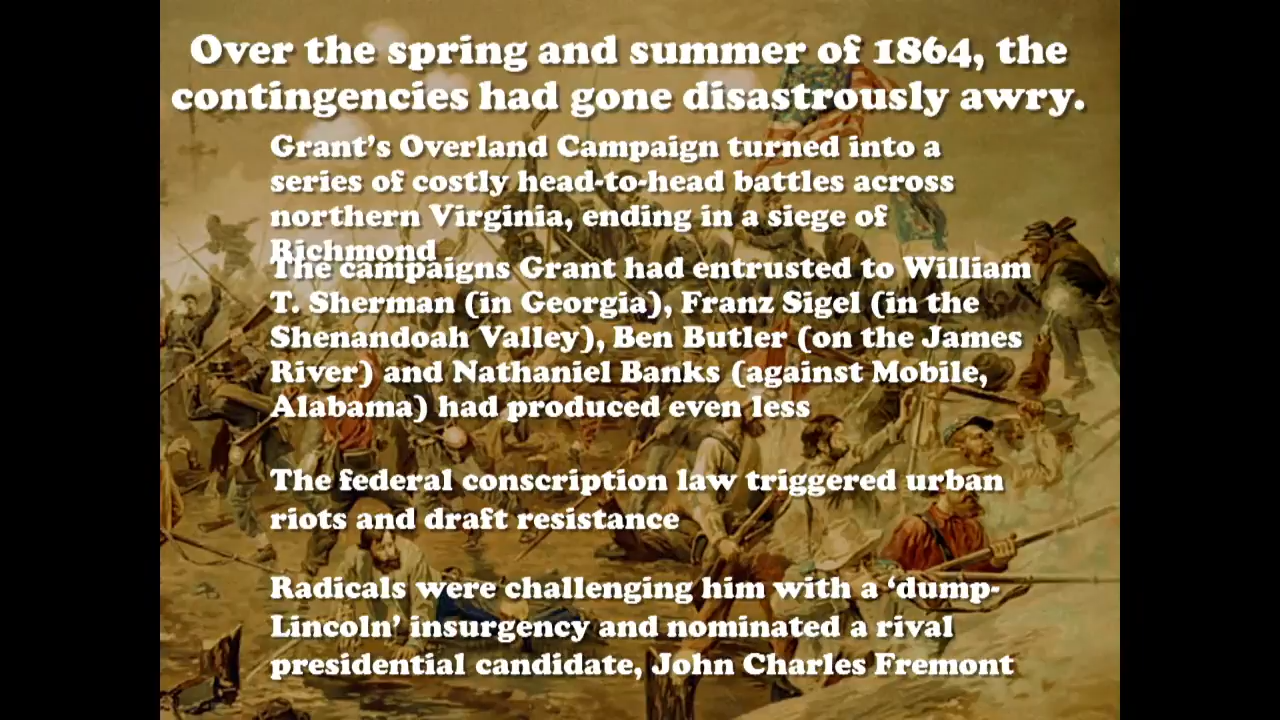 Over the spring and summer of 1864, the
contingencies had gone disastrously awry.
Grant’s Overland Campaign turned into a
series of costly head-to-head battles across
northern Virginia, ending in a siege of
Richmond
The campaigns Grant had entrusted to William
T. Sherman (in Georgia), Franz Sigel (in the
Shenandoah Valley), Ben Butler (on the James
River) and Nathaniel Banks (against Mobile,
Alabama) had produced even less
The federal conscription law triggered urban
riots and draft resistance
Radicals were challenging him with a ‘dump-
Lincoln’ insurgency and nominated a rival
presidential candidate, John Charles Fremont